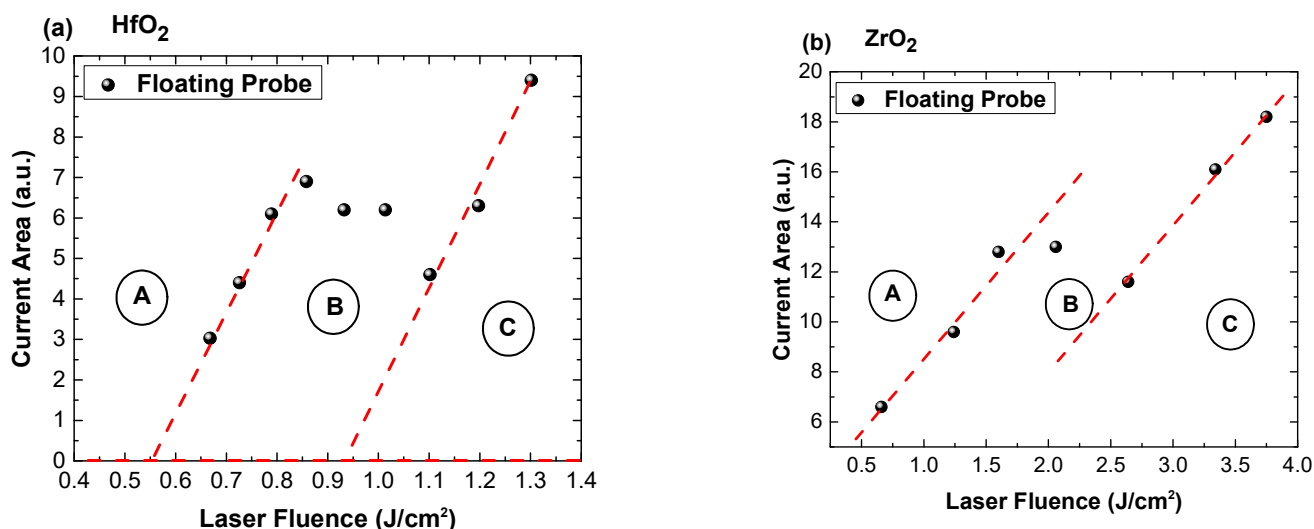 (a) HfO₂
Floating Probe
10
9
8
7
6
5
4
3
2
1
0
Current Area (a.u.)
A
B
C
0.4 0.5 0.6 0.7 0.8 0.9 1.0 1.1 1.2 1.3 1.4
Laser Fluence (J/cm²)
(b) ZrO₂
Floating Probe
20
18
16
14
12
10
8
6
Current Area (a.u.)
A
B
C
0.5 1.0 1.5 2.0 2.5 3.0 3.5 4.0
Laser Fluence (J/cm²)